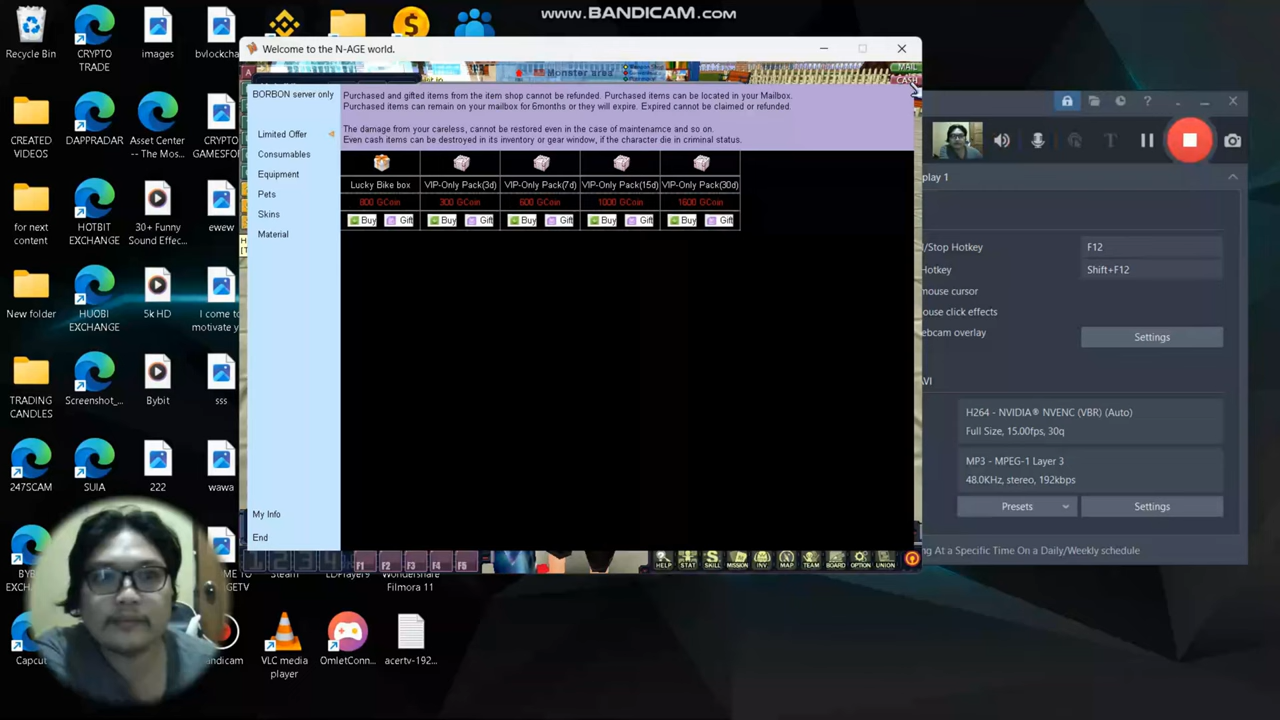 WWW.BANDICAM.COM
Recycle Bin
CRYPTO TRADE
images
bvlockcha...
Welcome to the N-AGE world.
Monster area
MAIL
CASH
BORBON server only
Limited Offer
Consumables
Equipment
Pets
Skins
Material
My Info
End
Purchased and gifted items from the item shop cannot be refunded. Purchased items can be located in your Mailbox.
Purchased items can remain on your mailbox for 6months or they will expire. Expired cannot be claimed or refunded.
The damage from your careless, cannot be restored even in the case of maintenamce and so on.
Even cash items can be destroyed in its inventory or gear window, if the character die in criminal status.
Lucky Bike box
VIP-Only Pack(3d)
VIP-Only Pack(7d)
VIP-Only Pack(15d)
VIP-Only Pack(30d)
800 GCoin
300 GCoin
600 GCoin
1000 GCoin
1600 GCoin
Buy Gift
Buy Gift
Buy Gift
Buy Gift
Buy Gift
F1 F2 F3 F4 F5
HELP STAT SKILL MISSION INV MAP TEAM BOARD OPTION UNION
CREATED VIDEOS
DAPPRADAR
Asset Center -- The Mos...
CRYPTO GAMESFO
for next content
HOTBIT EXCHANGE
30+ Funny Sound Effec...
ewew
New folder
HUOBI EXCHANGE
5k HD
I come to motivate y
TRADING CANDLES
Screenshot_...
Bybit
sss
247SCAM
SUIA
222
wawa
Steam
LDPlayer9
Wondershare Filmora 11
Capcut
andicam
VLC media player
OmletConn...
acertv-192...
play 1
/Stop Hotkey
F12
Hotkey
Shift+F12
mouse cursor
ouse click effects
ebcam overlay
Settings
AVI
H264 - NVIDIA® NVENC (VBR) (Auto)
Full Size, 15.00fps, 30q
MP3 - MPEG-1 Layer 3
48.0KHz, stereo, 192kbps
Presets
Settings
ng At a Specific Time On a Daily/Weekly schedule